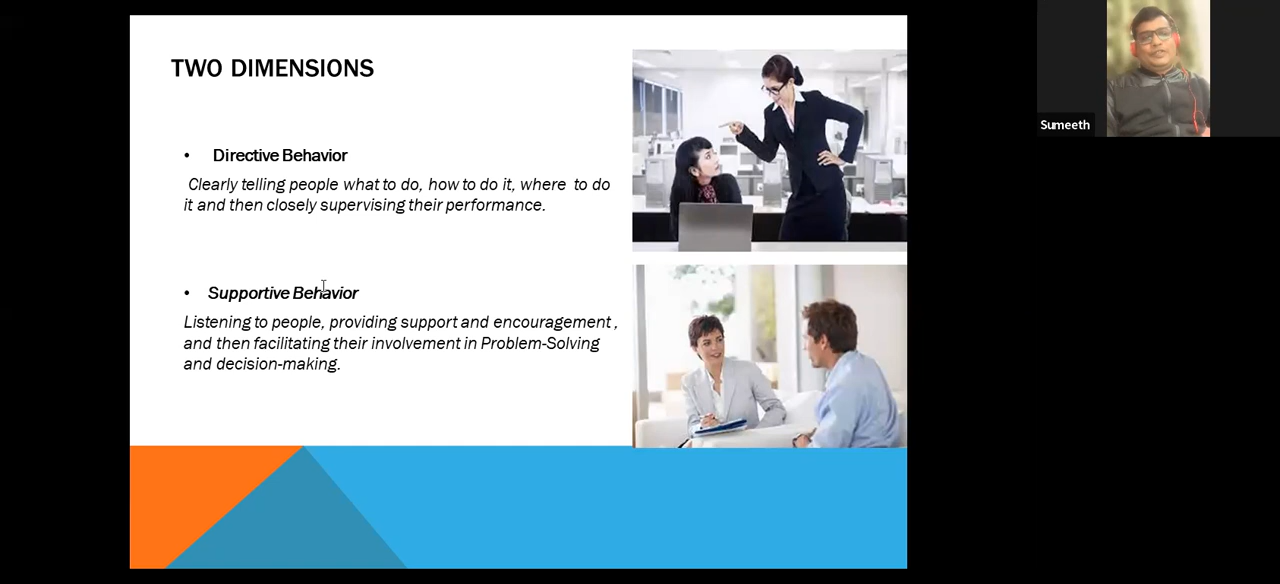 TWO DIMENSIONS
• Directive Behavior
Clearly telling people what to do, how to do it, where to do
it and then closely supervising their performance.
• Supportive Behavior
Listening to people, providing support and encouragement ,
and then facilitating their involvement in Problem-Solving
and decision-making.
Sumeeth